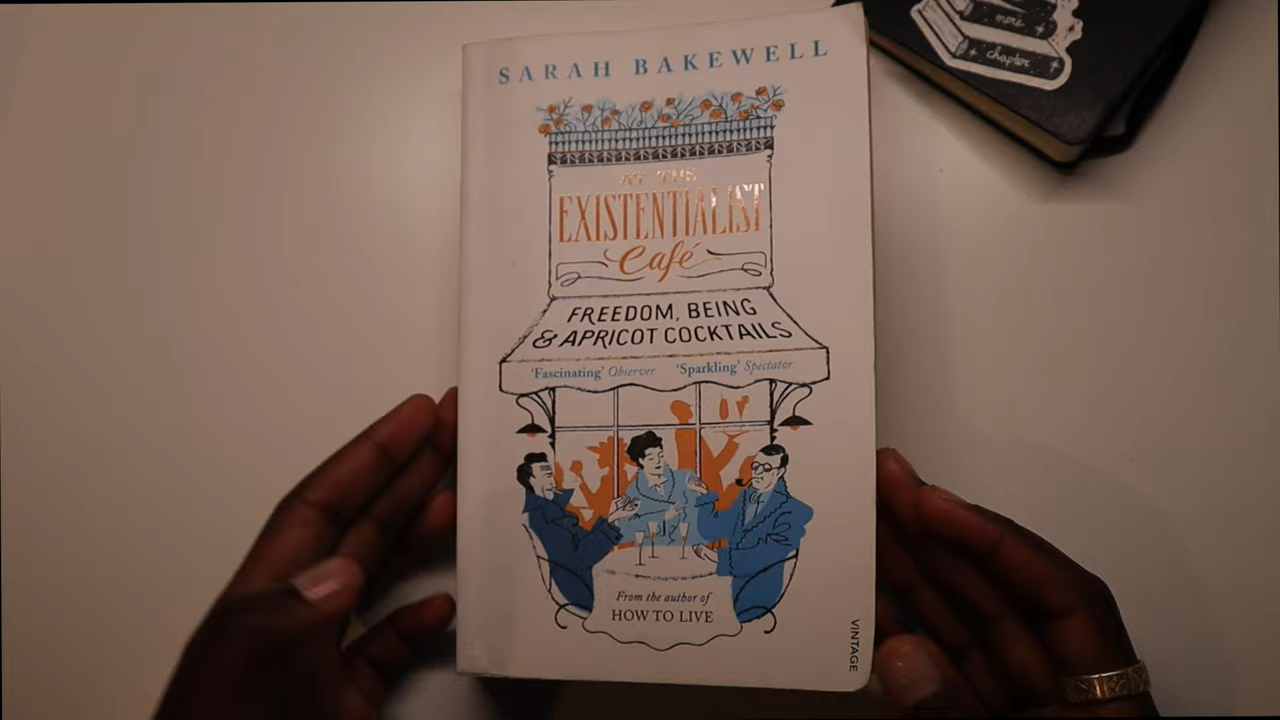 SARAH BAKEWELL
AT THE
EXISTENTIALIST
Café
FREEDOM, BEING
& APRICOT COCKTAILS
'Fascinating' Observer 'Sparkling' Spectator
From the author of
HOW TO LIVE
VINTAGE
more
chapter